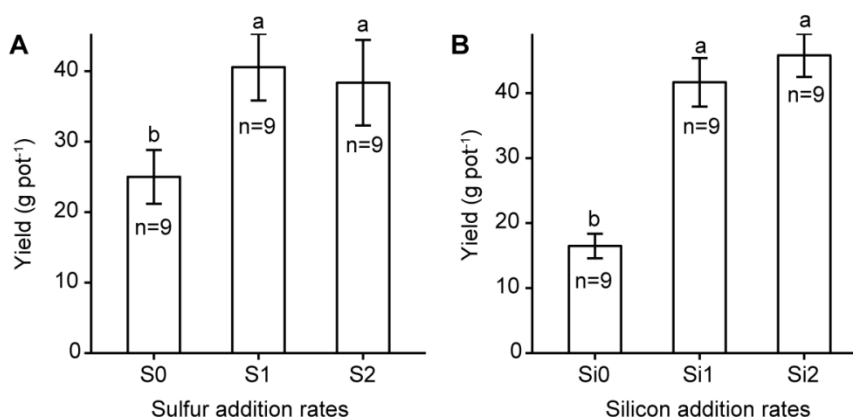 A
Yield (g pot⁻¹)
40
30
20
10
0
b
a
a
n=9
n=9
n=9
S0 S1 S2
Sulfur addition rates
B
Yield (g pot⁻¹)
40
30
20
10
0
b
a
a
n=9
n=9
n=9
Si0 Si1 Si2
Silicon addition rates